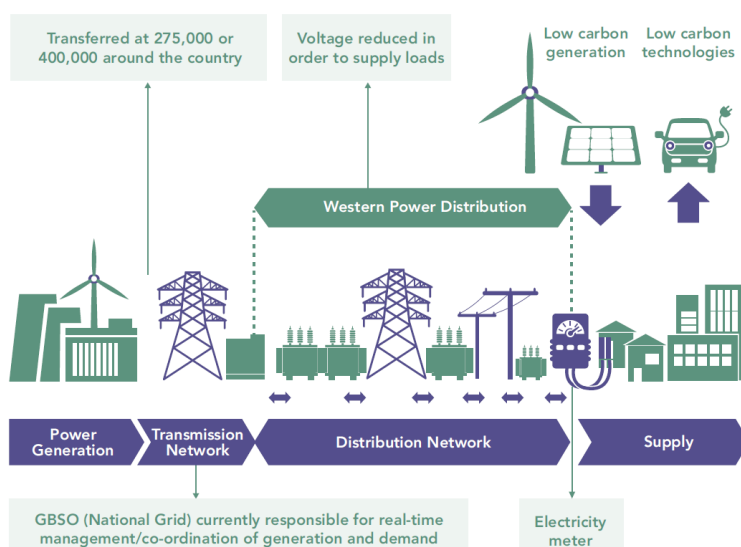 Transferred at 275,000 or
400,000 around the country
Voltage reduced in
order to supply loads
Low carbon
generation
Low carbon
technologies
Western Power Distribution
Power
Generation
Transmission
Network
Distribution Network
Supply
GBSO (National Grid) currently responsible for real-time
management/co-ordination of generation and demand
Electricity
meter